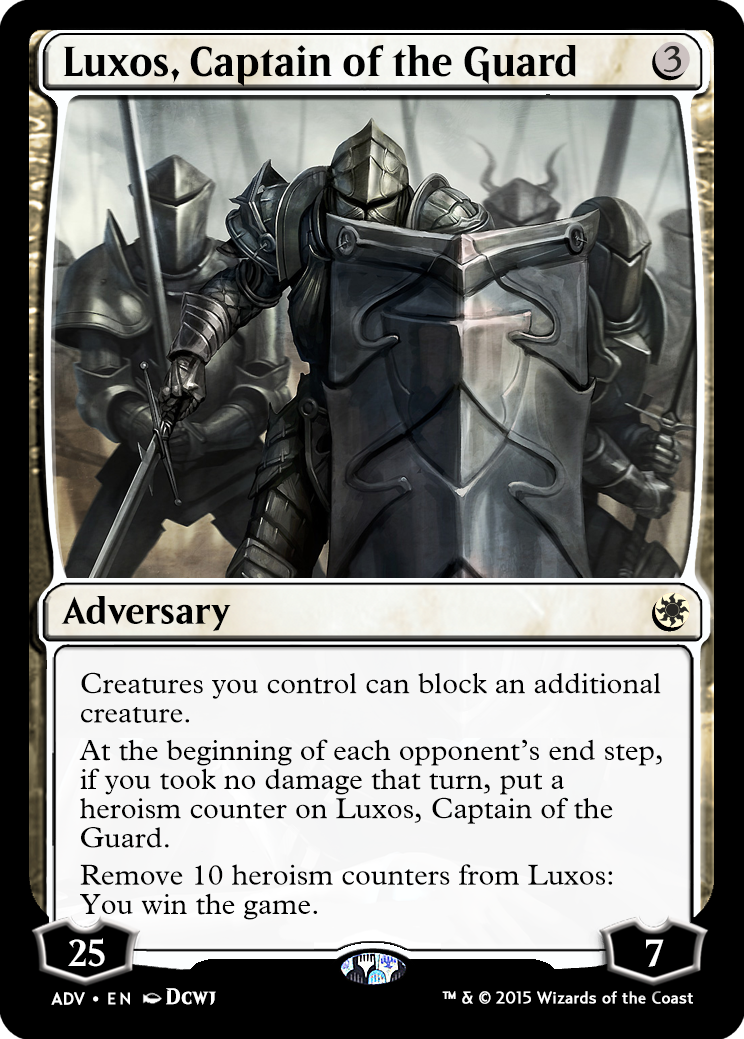 Luxos, Captain of the Guard 3
Adversary
Creatures you control can block an additional
creature.
At the beginning of each opponent's end step,
if you took no damage that turn, put a
heroism counter on Luxos, Captain of the
Guard.
Remove 10 heroism counters from Luxos:
You win the game.
25
7
ADV • EN DCWJ
™ & © 2015 Wizards of the Coast